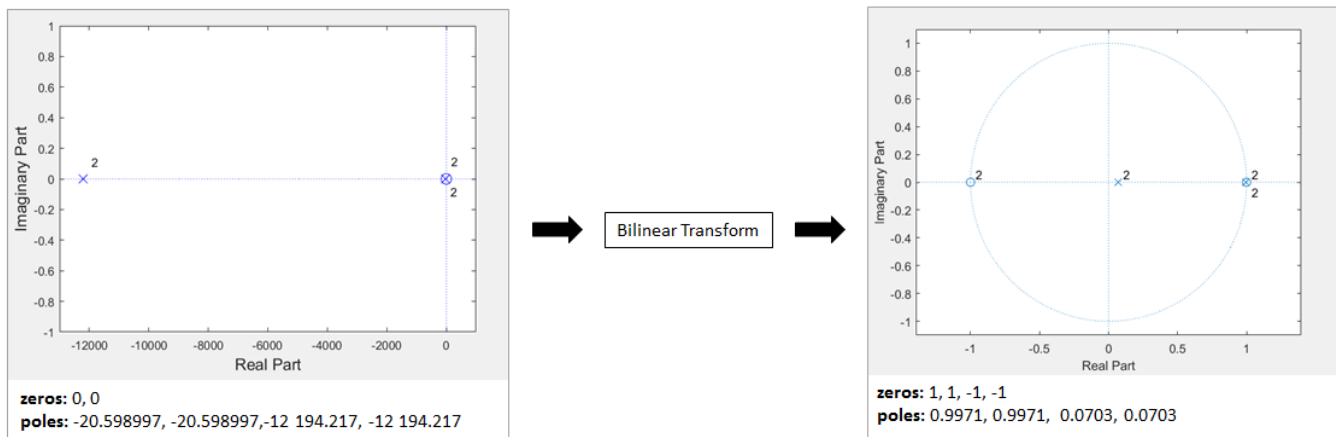 1
0.8
0.6
0.4
0.2
0
-0.2
-0.4
-0.6
-0.8
-1
Imaginary Part
2
2
2
-12000 -10000 -8000 -6000 -4000 -2000 0
Real Part
zeros: 0, 0
poles: -20.598997, -20.598997,-12 194.217, -12 194.217
Bilinear Transform
1
0.8
0.6
0.4
0.2
0
-0.2
-0.4
-0.6
-0.8
-1
Imaginary Part
2 2 2
2
-1 -0.5 0 0.5 1
Real Part
zeros: 1, 1, -1, -1
poles: 0.9971, 0.9971, 0.0703, 0.0703